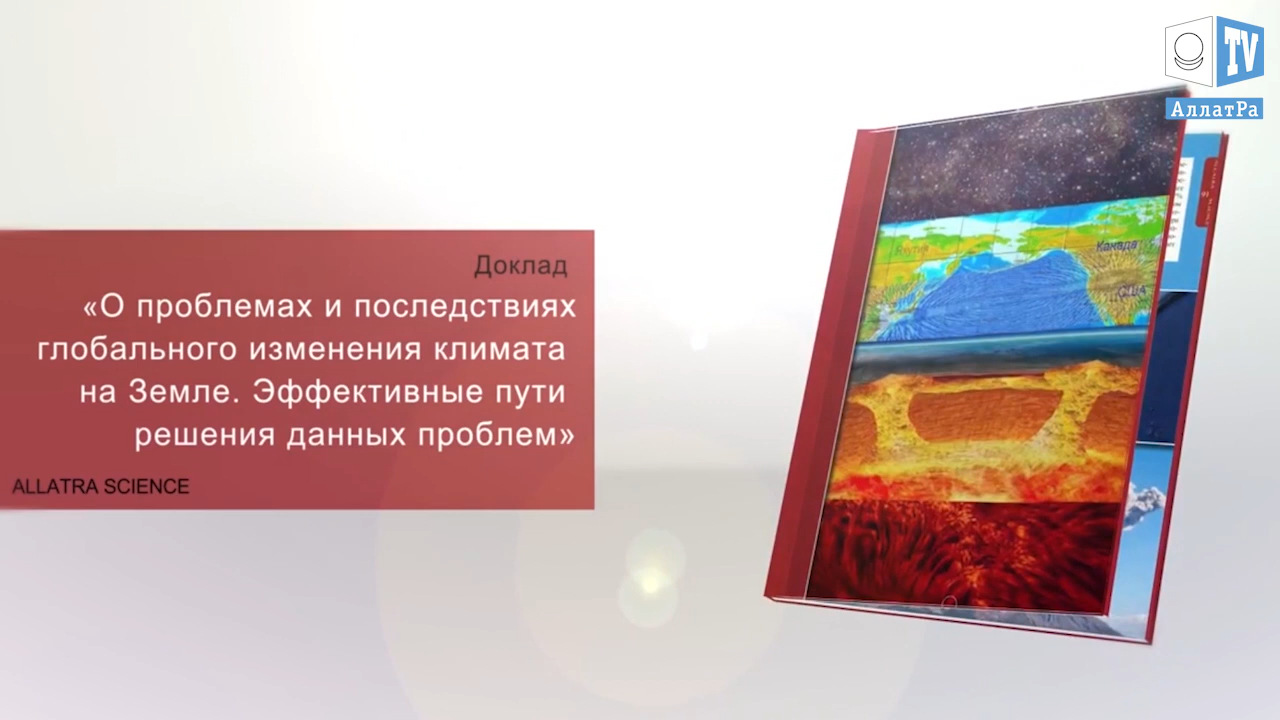 TV
АллатРа
Доклад
«О проблемах и последствиях
глобального изменения климата
на Земле. Эффективные пути
решения данных проблем»
ALLATRA SCIENCE
Якутия
Канада
США